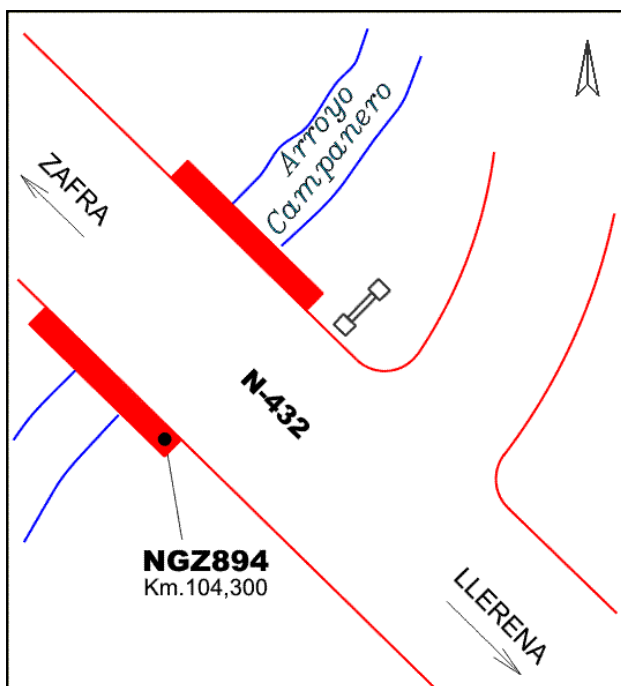 Arroyo
Campanero
ZAFRA
N-432
NGZ894
Km.104,300
LLERENA